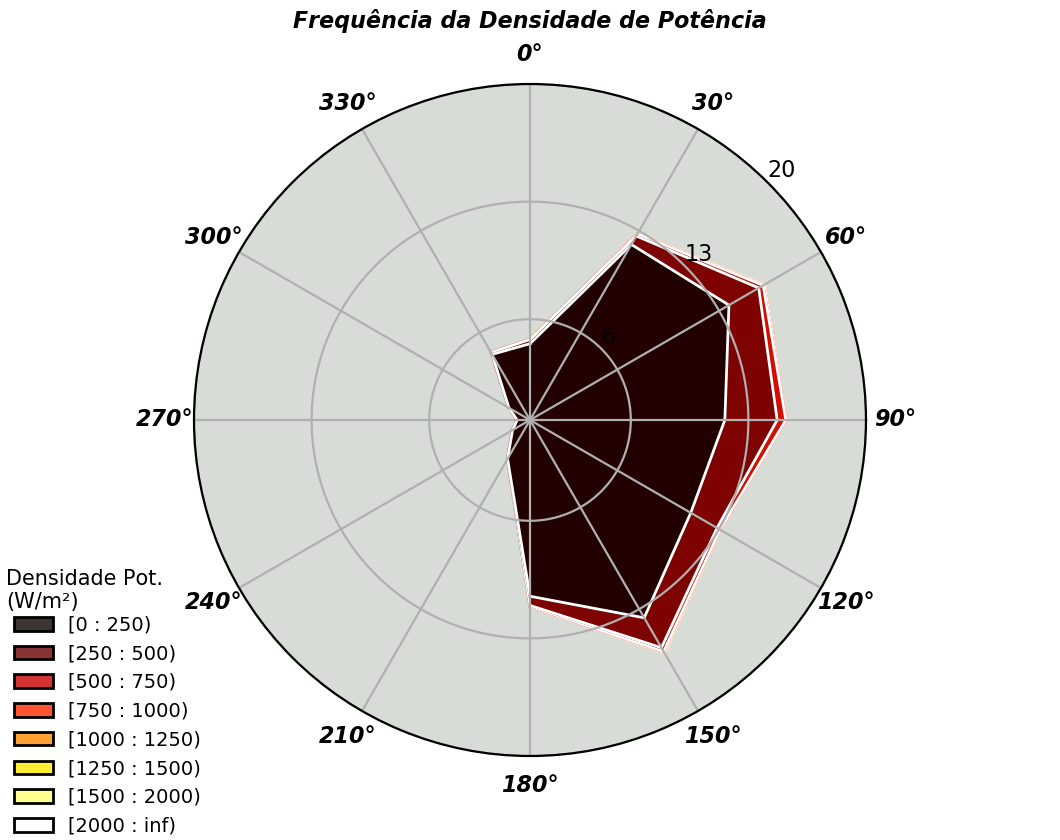 Frequência da Densidade de Potência
0°
330°
30°
20
300°
60°
13
6
270°
90°
240°
120°
210°
150°
180°
Densidade Pot.
(W/m²)
[0 : 250)
[250 : 500)
[500 : 750)
[750 : 1000)
[1000 : 1250)
[1250 : 1500)
[1500 : 2000)
[2000 : inf)